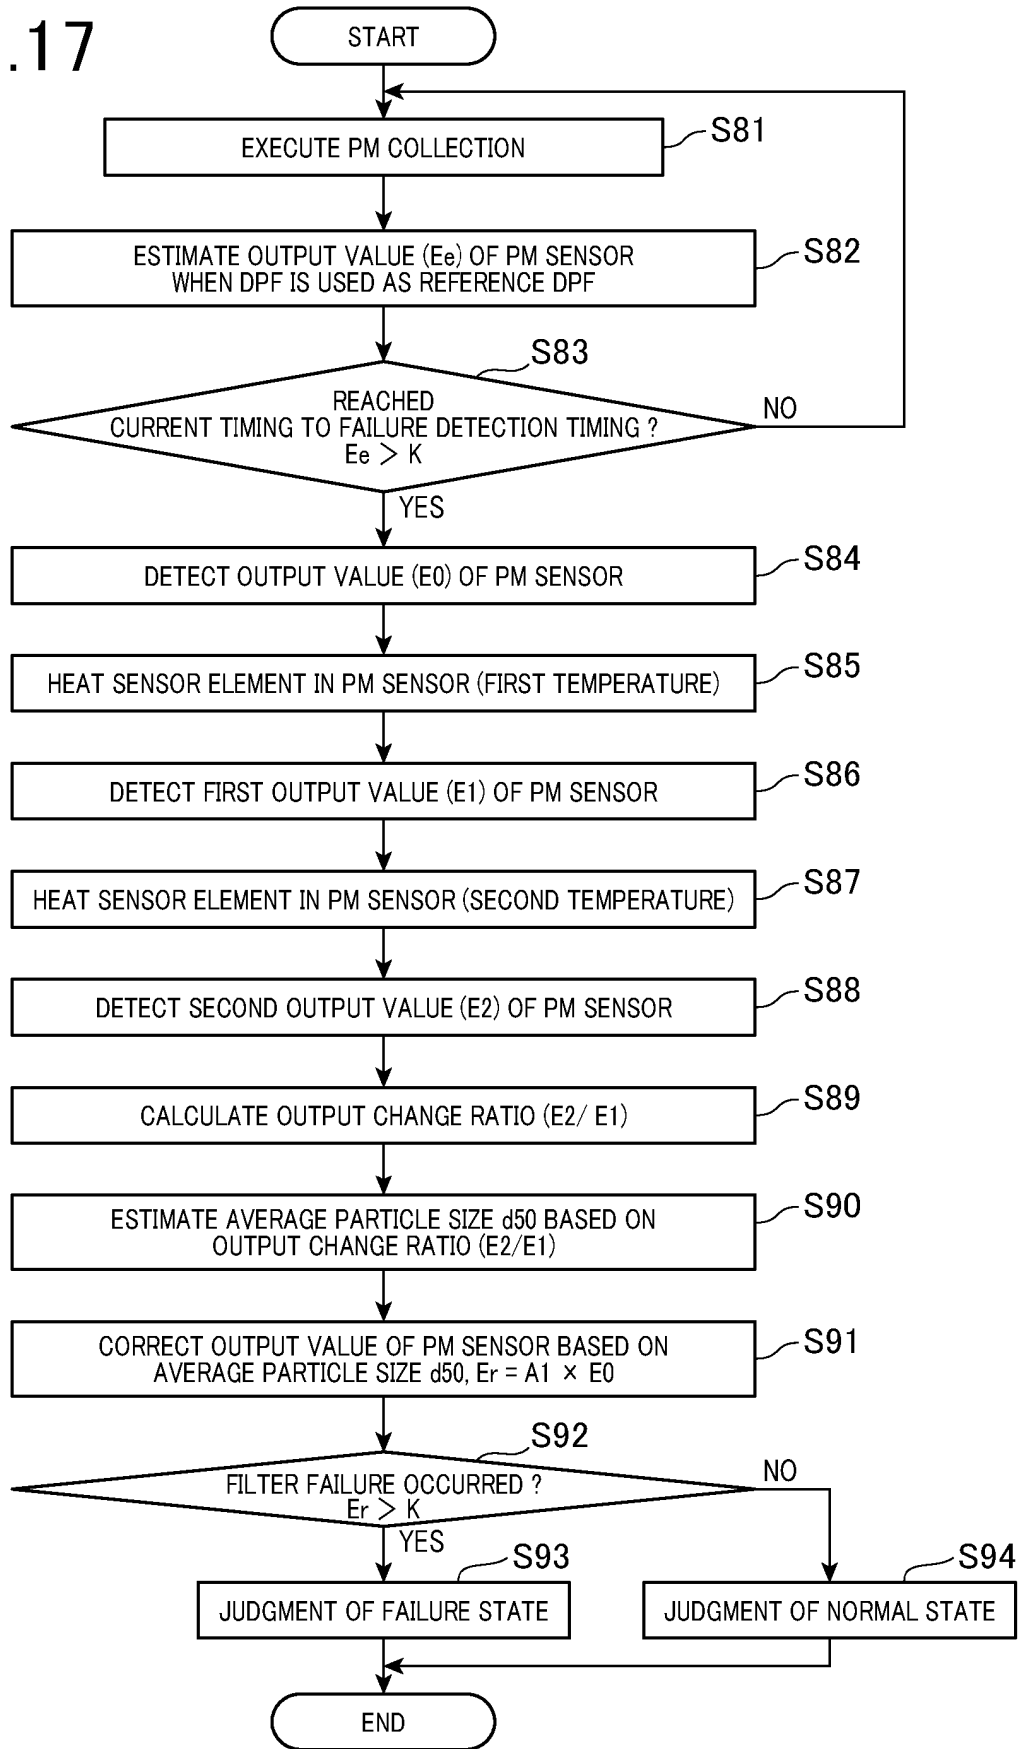 .17
START
EXECUTE PM COLLECTION
S81
ESTIMATE OUTPUT VALUE (Ee) OF PM SENSOR
WHEN DPF IS USED AS REFERENCE DPF
S82
S83
REACHED
CURRENT TIMING TO FAILURE DETECTION TIMING ?
Ee > K
NO
YES
DETECT OUTPUT VALUE (E0) OF PM SENSOR
S84
HEAT SENSOR ELEMENT IN PM SENSOR (FIRST TEMPERATURE)
S85
DETECT FIRST OUTPUT VALUE (E1) OF PM SENSOR
S86
HEAT SENSOR ELEMENT IN PM SENSOR (SECOND TEMPERATURE)
S87
DETECT SECOND OUTPUT VALUE (E2) OF PM SENSOR
S88
CALCULATE OUTPUT CHANGE RATIO (E2/ E1)
S89
ESTIMATE AVERAGE PARTICLE SIZE d50 BASED ON
OUTPUT CHANGE RATIO (E2/E1)
S90
CORRECT OUTPUT VALUE OF PM SENSOR BASED ON
AVERAGE PARTICLE SIZE d50, Er = A1 × E0
S91
S92
FILTER FAILURE OCCURRED ?
Er > K
NO
YES
S93
JUDGMENT OF FAILURE STATE
S94
JUDGMENT OF NORMAL STATE
END